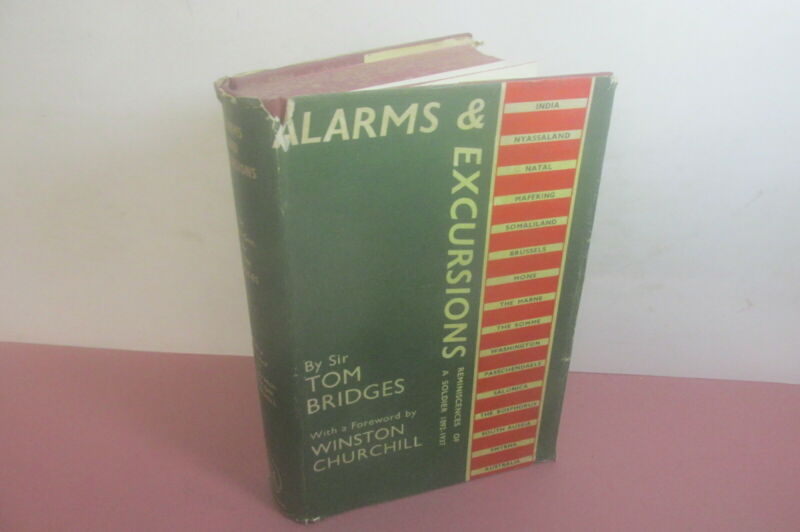 ALARMS &
EXCURSIONS
REMINISCENCES OF
A SOLDIER
By Sir
TOM
BRIDGES
With a Foreword by
WINSTON
CHURCHILL
INDIA
NYASSALAND
NATAL
MAFEKING
SOMALILAND
BRUSSELS
MONS
THE MARNE
THE SOMME
WASHINGTON
PASSCHENDAELE
SALONICA
THE BOSPHORUS
SOUTH RUSSIA
SMYRNA
AUSTRALIA